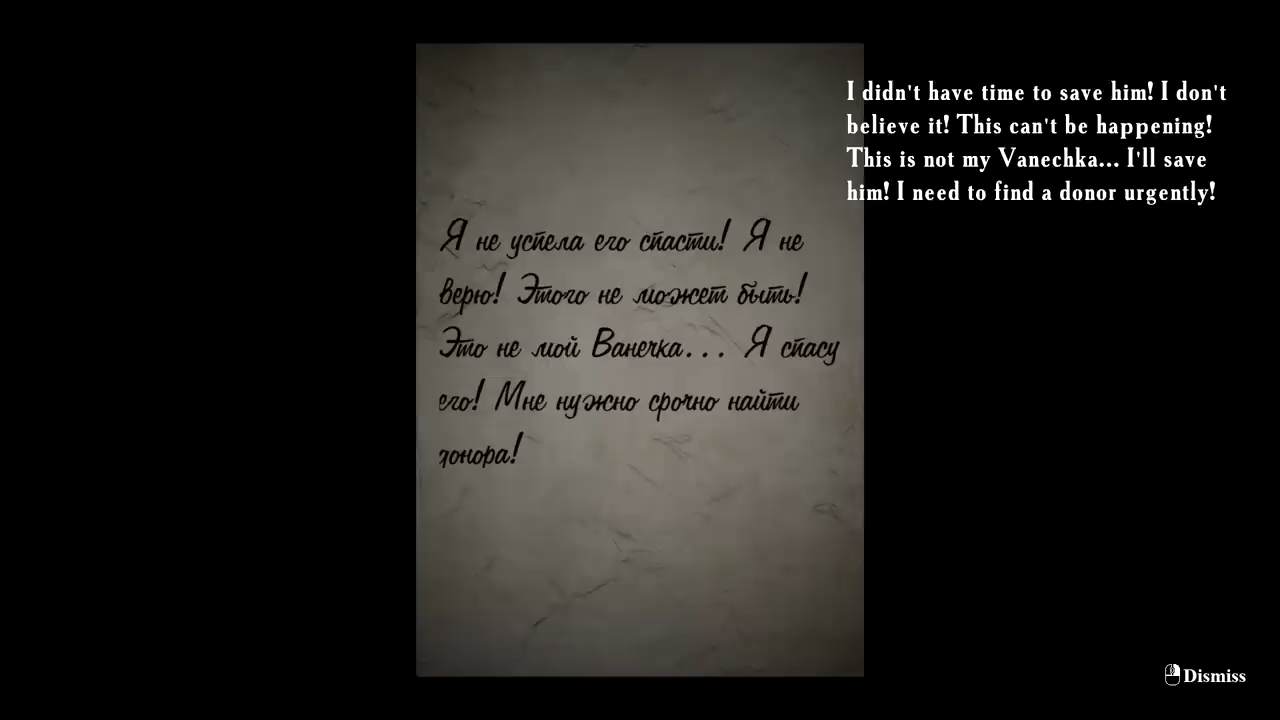 I didn't have time to save him! I don't
believe it! This can't be happening!
This is not my Vanechka... I'll save
him! I need to find a donor urgently!
Я не успела его спасти! Я не
верю! Этого не может быть!
Это не мой Ванечка... Я спасу
его! Мне нужно срочно найти
донора!
Dismiss